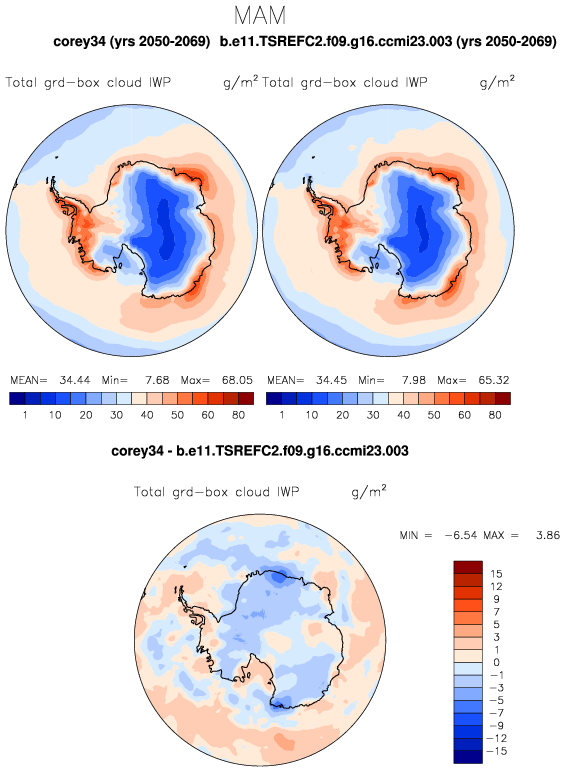 MAM
corey34 (yrs 2050-2069) b.e11.TSREFC2.f09.g16.ccmi23.003 (yrs 2050-2069)
Total grd-box cloud IWP g/m² Total grd-box cloud IWP g/m²
MEAN= 34.44 Min= 7.68 Max= 68.05 MEAN= 34.45 Min= 7.98 Max= 65.32
1 10 20 30 40 50 60 80 1 10 20 30 40 50 60 80
corey34 - b.e11.TSREFC2.f09.g16.ccmi23.003
Total grd-box cloud IWP g/m²
MIN = -6.54 MAX = 3.86
15
12
9
7
5
3
1
0
-1
-3
-5
-7
-9
-12
-15